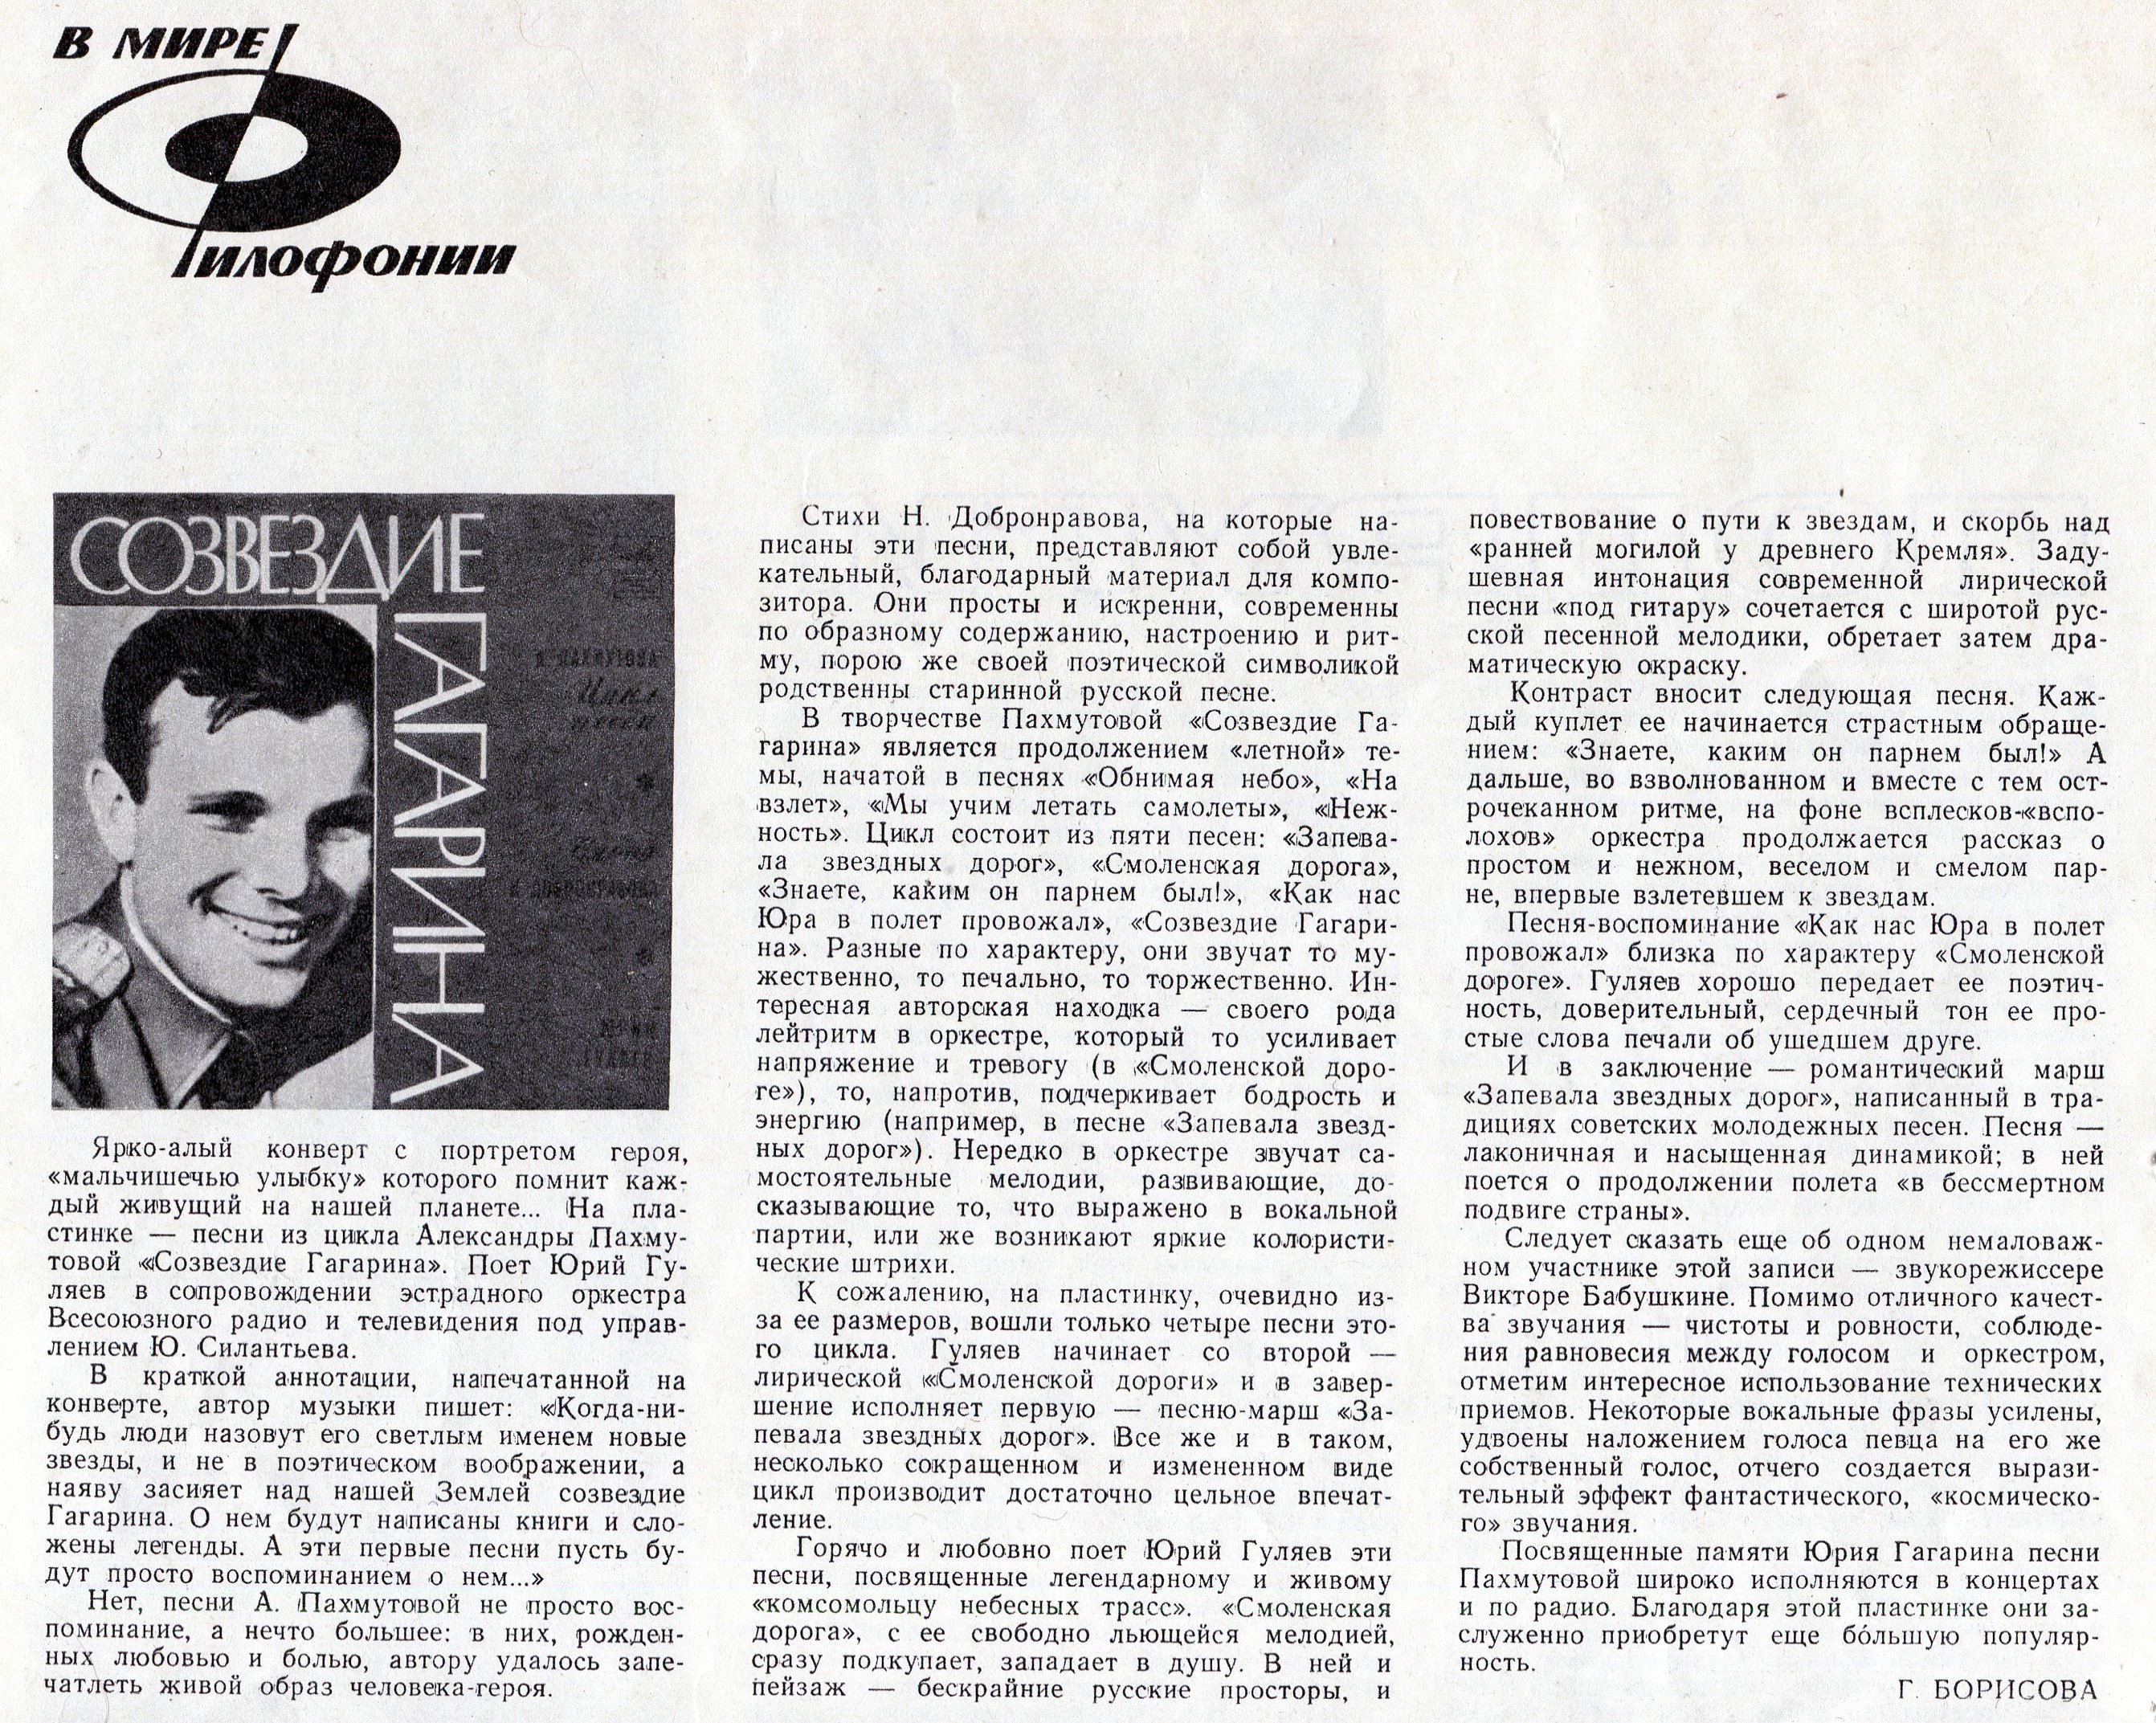 В МИРЕ
ФИЛОФОНИИ
СОЗВЕЗДИЕ
ГАГАРИНА
Цикл
песен
Ярко-алый конверт с портретом героя,
«мальчишечью улыбку» которого помнит каж-
дый живущий на нашей планете... На пла-
стинке — песни из цикла Александры Пахму-
товой «Созвездие Гагарина». Поет Юрий Гу-
ляев в сопровождении эстрадного оркестра
Всесоюзного радио и телевидения под управ-
лением Ю. Силантьева.
В краткой аннотации, напечатанной на
конверте, автор музыки пишет: «Когда-ни-
будь люди назовут его светлым именем новые
звезды, и не в поэтическом воображении, а
наяву засияет над нашей Землей созвездие
Гагарина. О нем будут написаны книги и сло-
жены легенды. А эти первые песни пусть бу-
дут просто воспоминанием о нем...»
Нет, песни А. Пахмутовой не просто вос-
поминание, а нечто большее: в них, рожден-
ных любовью и болью, автору удалось запе-
чатлеть живой образ человека-героя.
Стихи Н. Добронравова, на которые на-
писаны эти песни, представляют собой увле-
кательный, благодарный материал для компо-
зитора. Они просты и искренни, современны
по образному содержанию, настроению и рит-
му, порою же своей поэтической символикой
родственны старинной русской песне.
В творчестве Пахмутовой «Созвездие Га-
гарина» является продолжением «летной» те-
мы, начатой в песнях «Обнимая небо», «На
взлет», «Мы учим летать самолеты», «Неж-
ность». Цикл состоит из пяти песен: «Запева-
ла звездных дорог», «Смоленская дорога»,
«Знаете, каким он парнем был!», «Как нас
Юра в полет провожал», «Созвездие Гагари-
на». Разные по характеру, они звучат то му-
жественно, то печально, то торжественно. Ин-
тересная авторская находка — своего рода
лейтритм в оркестре, который то усиливает
напряжение и тревогу (в «Смоленской доро-
ге»), то, напротив, подчеркивает бодрость и
энергию (например, в песне «Запевала звезд-
ных дорог»). Нередко в оркестре звучат са-
мостоятельные мелодии, развивающие, до-
сказывающие то, что выражено в вокальной
партии, или же возникают яркие колористи-
ческие штрихи.
К сожалению, на пластинку, очевидно из-
за ее размеров, вошли только четыре песни это-
го цикла. Гуляев начинает со второй —
лирической «Смоленской дороги» и в завер-
шение исполняет первую — песню-марш «За-
певала звездных дорог». Все же и в таком,
несколько сокращенном и измененном виде
цикл производит достаточно цельное впечат-
ление.
Горячо и любовно поет Юрий Гуляев эти
песни, посвященные легендарному и живому
«комсомольцу небесных трасс». «Смоленская
дорога», с ее свободно льющейся мелодией,
сразу подкупает, западает в душу. В ней и
пейзаж — бескрайние русские просторы, и
повествование о пути к звездам, и скорбь над
«ранней могилой у древнего Кремля». Заду-
шевная интонация современной лирической
песни «под гитару» сочетается с широтой рус-
ской песенной мелодики, обретает затем дра-
матическую окраску.
Контраст вносит следующая песня. Каж-
дый куплет ее начинается страстным обраще-
нием: «Знаете, каким он парнем был!» А
дальше, во взволнованном и вместе с тем ост-
рочеканном ритме, на фоне всплесков-«вспо-
лохов» оркестра продолжается рассказ о
простом и нежном, веселом и смелом пар-
не, впервые взлетевшем к звездам.
Песня-воспоминание «Как нас Юра в полет
провожал» близка по характеру «Смоленской
дороге». Гуляев хорошо передает ее поэтич-
ность, доверительный, сердечный тон ее про-
стые слова печали об ушедшем друге.
И в заключение — романтический марш
«Запевала звездных дорог», написанный в тра-
дициях советских молодежных песен. Песня —
лаконичная и насыщенная динамикой; в ней
поется о продолжении полета «в бессмертном
подвиге страны».
Следует сказать еще об одном немаловаж-
ном участнике этой записи — звукорежиссере
Викторе Бабушкине. Помимо отличного качест-
ва звучания — чистоты и ровности, соблюде-
ния равновесия между голосом и оркестром,
отметим интересное использование технических
приемов. Некоторые вокальные фразы усилены,
удвоены наложением голоса певца на его же
собственный голос, отчего создается вырази-
тельный эффект фантастического, «космическо-
го» звучания.
Посвященные памяти Юрия Гагарина песни
Пахмутовой широко исполняются в концертах
и по радио. Благодаря этой пластинке они за-
служенно приобретут еще бо́льшую популяр-
ность.
Г. БОРИСОВА